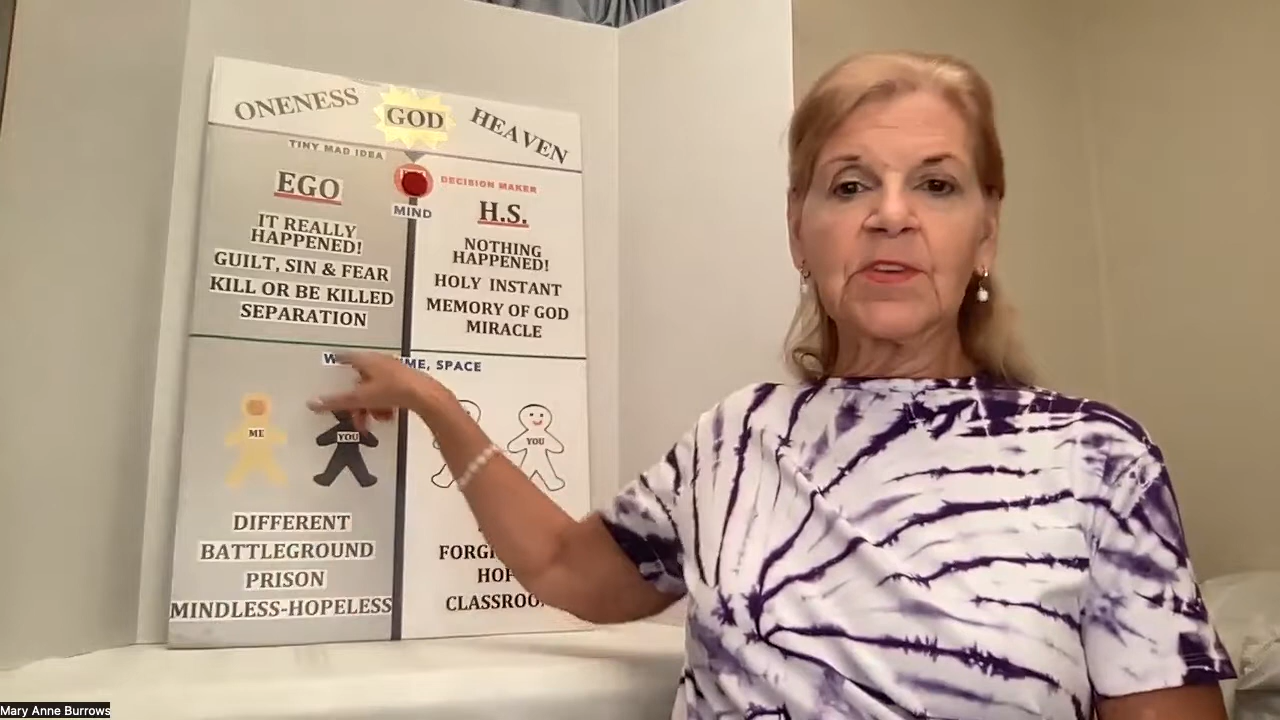 ONENESS GOD HEAVEN
TINY MAD IDEA
DECISION MAKER
MIND
EGO
IT REALLY
HAPPENED!
GUILT, SIN & FEAR
KILL OR BE KILLED
SEPARATION
H.S.
NOTHING
HAPPENED!
HOLY INSTANT
MEMORY OF GOD
MIRACLE
SPACE
ME
YOU
YOU
DIFFERENT
BATTLEGROUND
PRISON
MINDLESS-HOPELESS
Mary Anne Burrows